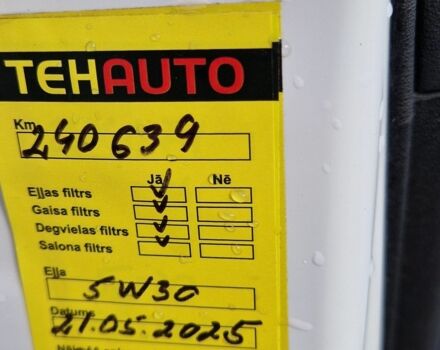 TEHAUTO
Km 240639
Jā Nē
Eļļas filtrs
Gaisa filtrs
Degvielas filtrs
Salona filtrs
Eļļa
5W30
Datums
21.05.2025